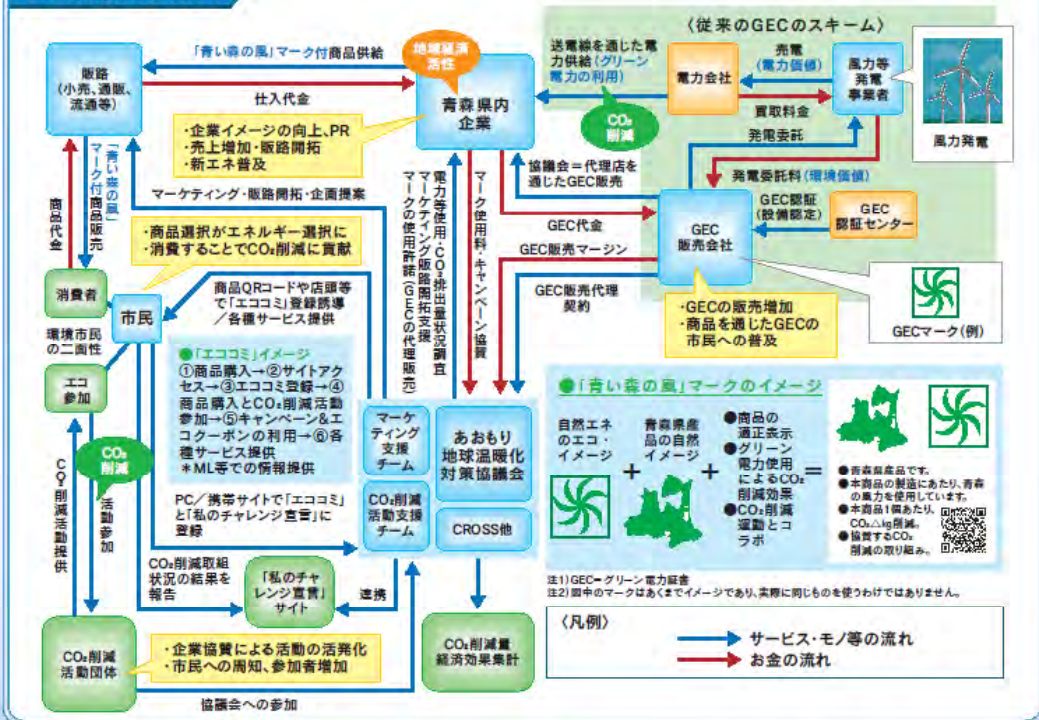 〈従来のGECのスキーム〉
販路
(小売、通販、
流通等)
「青い森の風」マーク付商品供給
仕入代金
地域経済
活性
青森県内
企業
送電線を通じた電
力供給(グリーン
電力の利用)
CO₂
削減
電力会社
売電
(電力価値)
買取料金
風力等
発電
事業者
風力発電
発電委託
発電委託料(環境価値)
・企業イメージの向上、PR
・売上増加・販路開拓
・新エネ普及
協議会=代理店を
通じたGEC販売
GEC代金
GEC販売マージン
GEC販売代理
契約
GEC
販売会社
GEC認証
(設備認定)
GEC
認証センター
GECマーク(例)
・GECの販売増加
・商品を通じたGECの
市民への普及
マーケティング・販路開拓・企画提案
「青い森の風」
マーク付商品販売
商品代金
・商品選択がエネルギー選択に
・消費することでCO₂削減に貢献
消費者
市民
環境市民
の二面性
エコ
参加
商品QRコードや店頭等
で「エココミ」登録誘導
/各種サービス提供
電力等使用・CO₂排出量状況調査
マーケティング販路開拓支援
マークの使用許諾(GECの代理販売)
マーク使用料・キャンペーン協賛
●「エココミ」イメージ
①商品購入→②サイトアク
セス→③エココミ登録→④
商品購入とCO₂削減活動
参加→⑤キャンペーン&エ
コクーポンの利用→⑥各
種サービス提供
*ML等での情報提供
マーケ
ティング
支援
チーム
CO₂削減
活動支援
チーム
あおもり
地球温暖化
対策協議会
CROSS他
CO₂
削減
CO₂削減活動提供
活動参加
PC/携帯サイトで「エココミ」
と「私のチャレンジ宣言」に
登録
CO₂削減取組
状況の結果を
報告
「私のチャ
レンジ宣言」
サイト
連携
CO₂削減
活動団体
・企業協賛による活動の活発化
・市民への周知、参加者増加
協議会への参加
CO₂削減量
経済効果集計
●「青い森の風」マークのイメージ
自然エネ
のエコ・
イメージ
+
青森県産
品の自然
イメージ
+
●商品の
適正表示
●グリーン
電力使用
によるCO₂
削減効果
●CO₂削減
運動とコ
ラボ
=
●青森県産品です。
●本商品の製造にあたり、青森
の風力を使用しています。
●本商品1個あたり、
CO₂△kg削減。
●協賛するCO₂
削減の取り組み。
注1)GEC=グリーン電力証書
注2)図中のマークはあくまでイメージであり、実際に同じものを使うわけではありません。
〈凡例〉
サービス・モノ等の流れ
お金の流れ